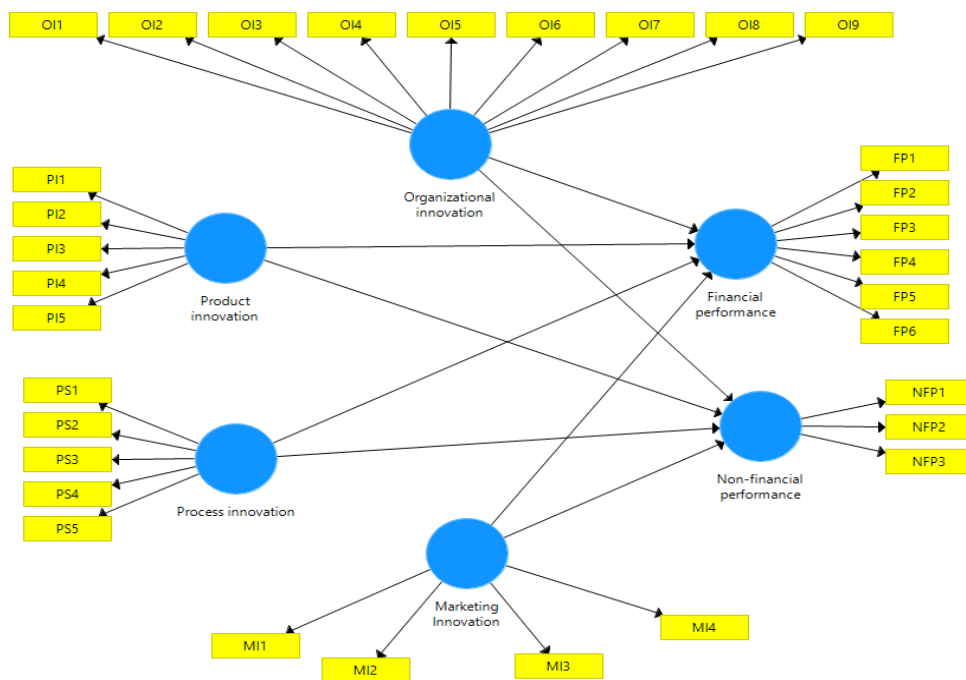 OI1
OI2
OI3
OI4
OI5
OI6
OI7
OI8
OI9
Organizational
innovation
PI1
PI2
PI3
PI4
PI5
Product
innovation
FP1
FP2
FP3
FP4
FP5
FP6
Financial
performance
PS1
PS2
PS3
PS4
PS5
Process innovation
NFP1
NFP2
NFP3
Non-financial
performance
Marketing
Innovation
MI1
MI2
MI3
MI4